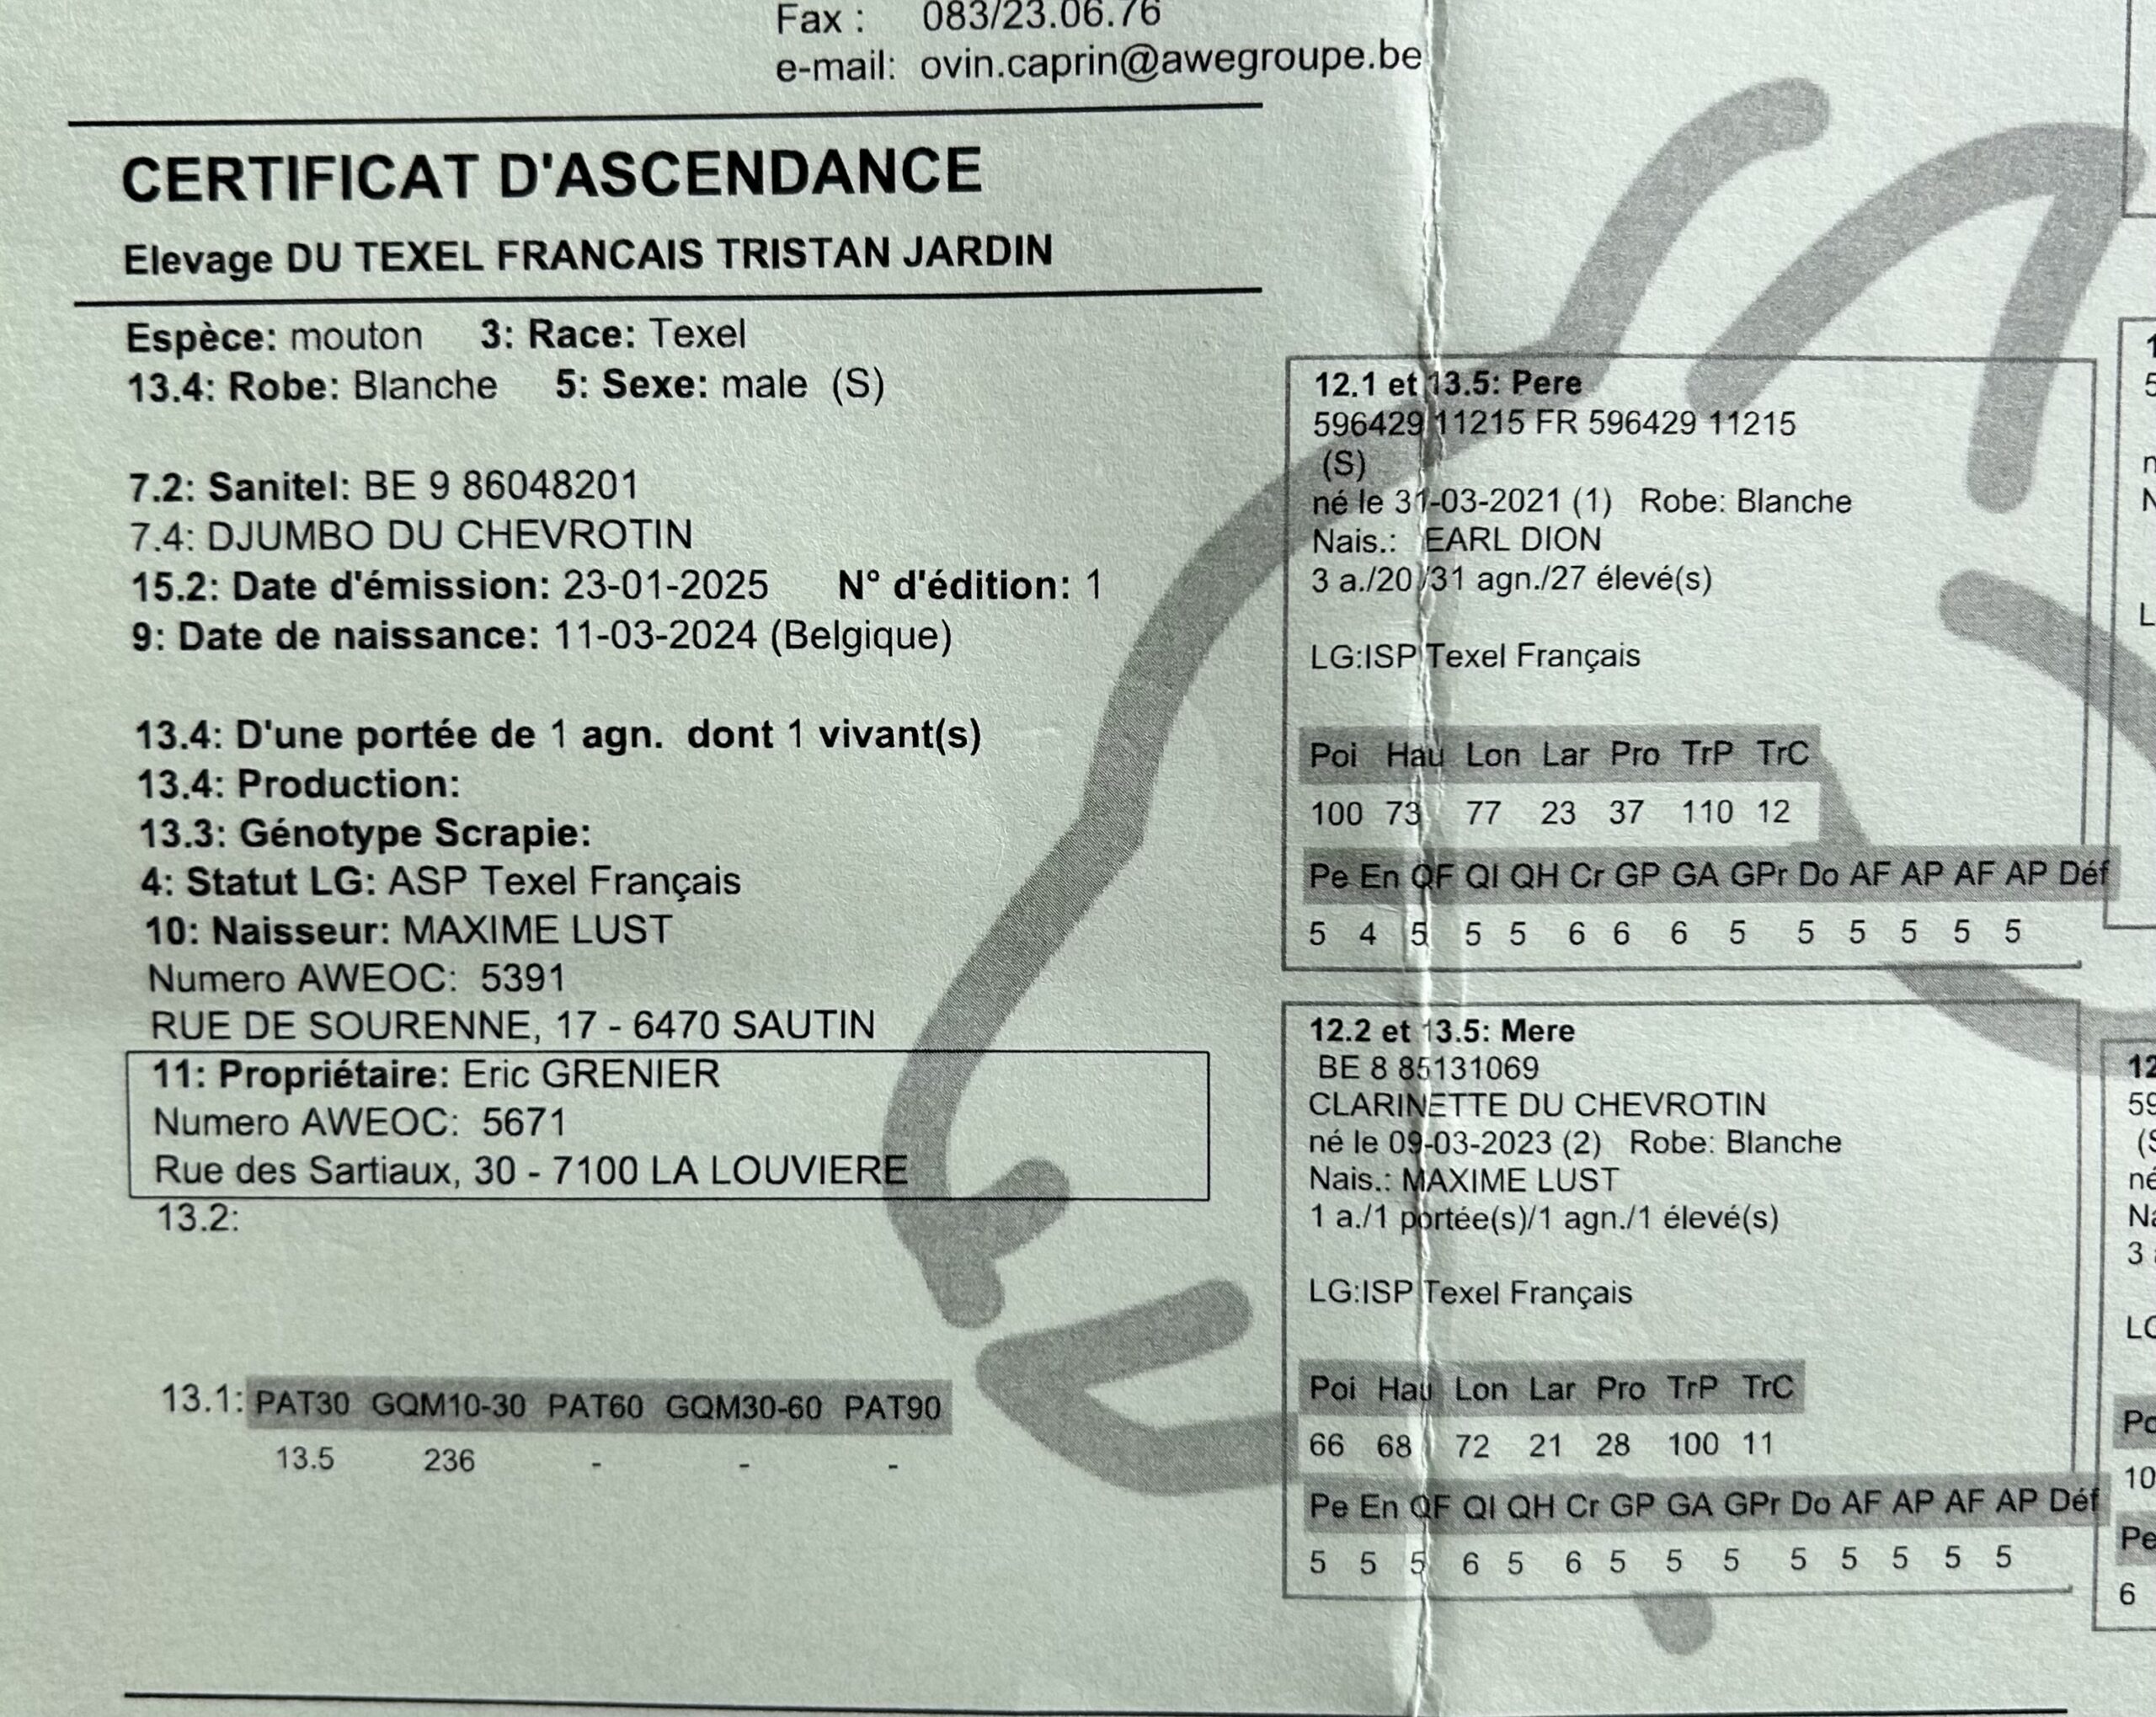 Fax : 083/23.06.76
e-mail: ovin.caprin@awegroupe.be
CERTIFICAT D'ASCENDANCE
Elevage DU TEXEL FRANCAIS TRISTAN JARDIN
Espèce: mouton 3: Race: Texel
13.4: Robe: Blanche 5: Sexe: male (S)
7.2: Sanitel: BE 9 86048201
7.4: DJUMBO DU CHEVROTIN
15.2: Date d'émission: 23-01-2025 N° d'édition: 1
9: Date de naissance: 11-03-2024 (Belgique)
13.4: D'une portée de 1 agn. dont 1 vivant(s)
13.4: Production:
13.3: Génotype Scrapie:
4: Statut LG: ASP Texel Français
10: Naisseur: MAXIME LUST
Numero AWEOC: 5391
RUE DE SOURENNE, 17 - 6470 SAUTIN
11: Propriétaire: Eric GRENIER
Numero AWEOC: 5671
Rue des Sartiaux, 30 - 7100 LA LOUVIERE
13.2:
13.1: PAT30 GQM10-30 PAT60 GQM30-60 PAT90
13.5 236 - - -
12.1 et 13.5: Pere
596429 11215 FR 596429 11215
(S)
né le 31-03-2021 (1) Robe: Blanche
Nais.: EARL DION
3 a./20 /31 agn./27 élevé(s)
LG:ISP Texel Français
Poi Hau Lon Lar Pro TrP TrC
100 73 77 23 37 110 12
Pe En QF QI QH Cr GP GA GPr Do AF AP AF AP Déf
5 4 5 5 5 6 6 6 5 5 5 5 5 5
12.2 et 13.5: Mere
BE 8 85131069
CLARINETTE DU CHEVROTIN
né le 09-03-2023 (2) Robe: Blanche
Nais.: MAXIME LUST
1 a./1 portée(s)/1 agn./1 élevé(s)
LG:ISP Texel Français
Poi Hau Lon Lar Pro TrP TrC
66 68 72 21 28 100 11
Pe En QF QI QH Cr GP GA GPr Do AF AP AF AP Déf
5 5 5 6 5 6 5 5 5 5 5 5 5 5